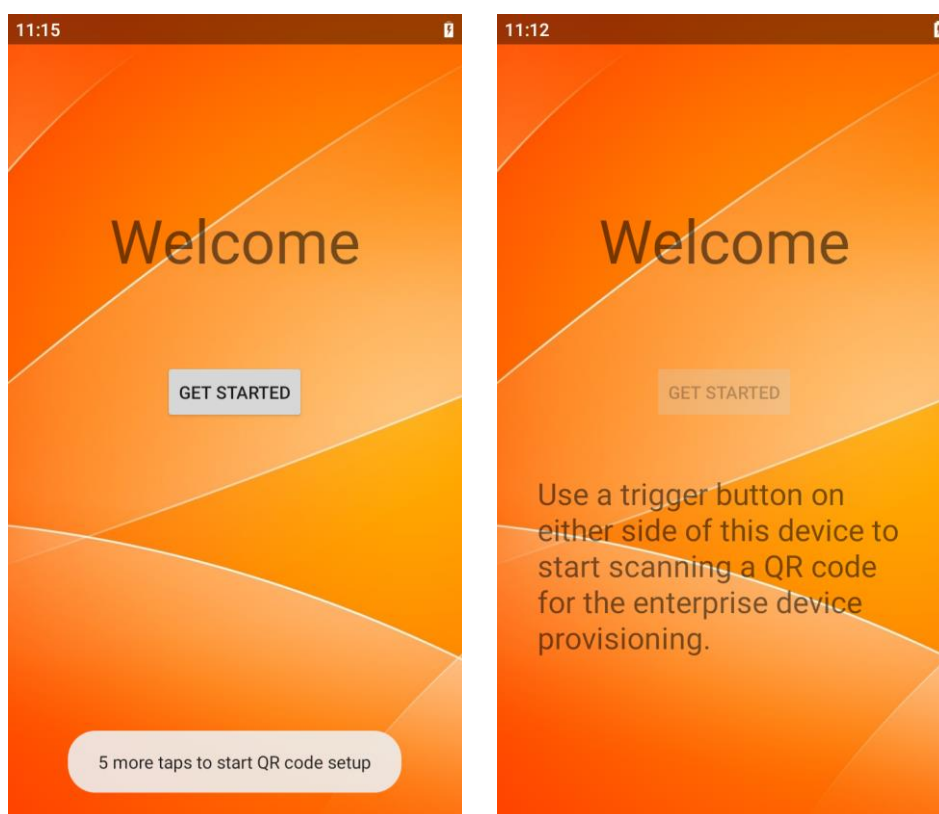 11:15
Welcome
GET STARTED
5 more taps to start QR code setup
11:12
Welcome
GET STARTED
Use a trigger button on
either side of this device to
start scanning a QR code
for the enterprise device
provisioning.